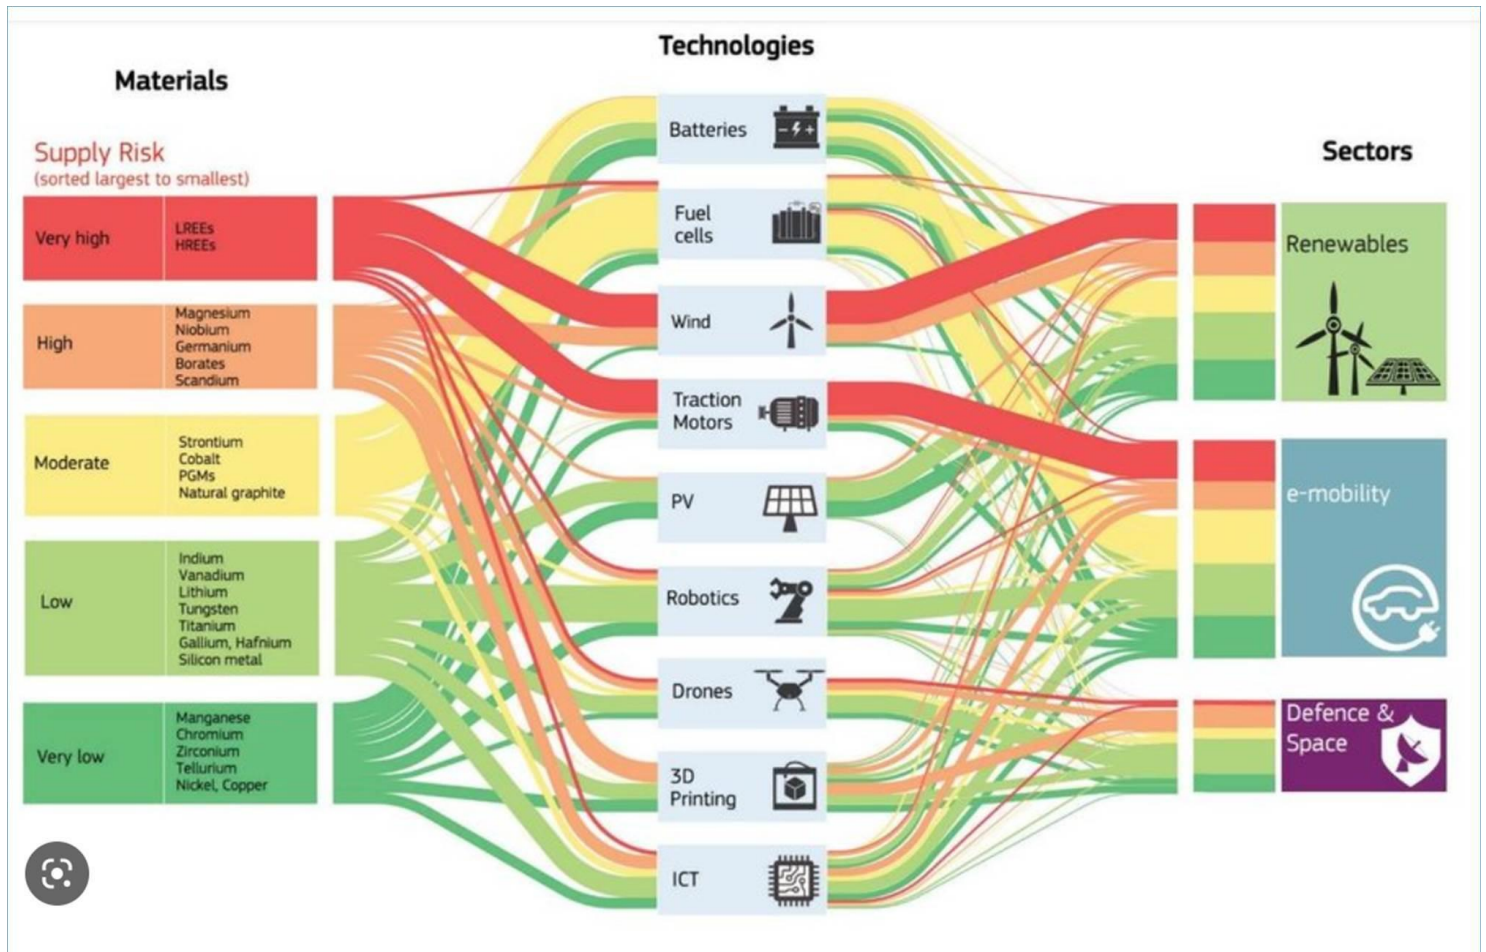 Technologies
Materials
Sectors
Supply Risk
(sorted largest to smallest)
Very high
LREEs
HREEs
High
Magnesium
Niobium
Germanium
Borates
Scandium
Moderate
Strontium
Cobalt
PGMs
Natural graphite
Low
Indium
Vanadium
Lithium
Tungsten
Titanium
Gallium, Hafnium
Silicon metal
Very low
Manganese
Chromium
Zirconium
Tellurium
Nickel, Copper
Batteries
Fuel
cells
Wind
Traction
Motors
PV
Robotics
Drones
3D
Printing
ICT
Renewables
e-mobility
Defence &
Space